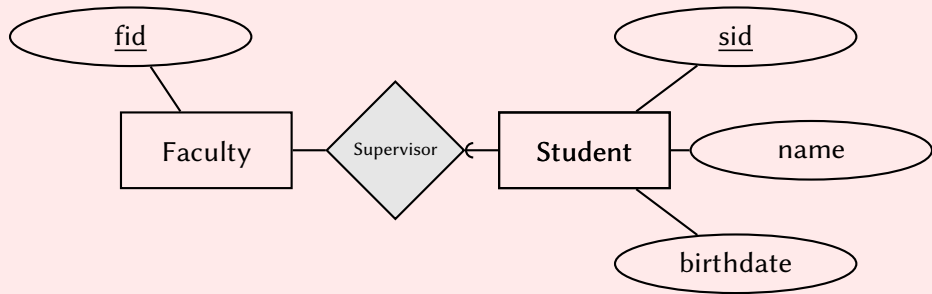 fid
sid
Faculty
Supervisor
Student
name
birthdate